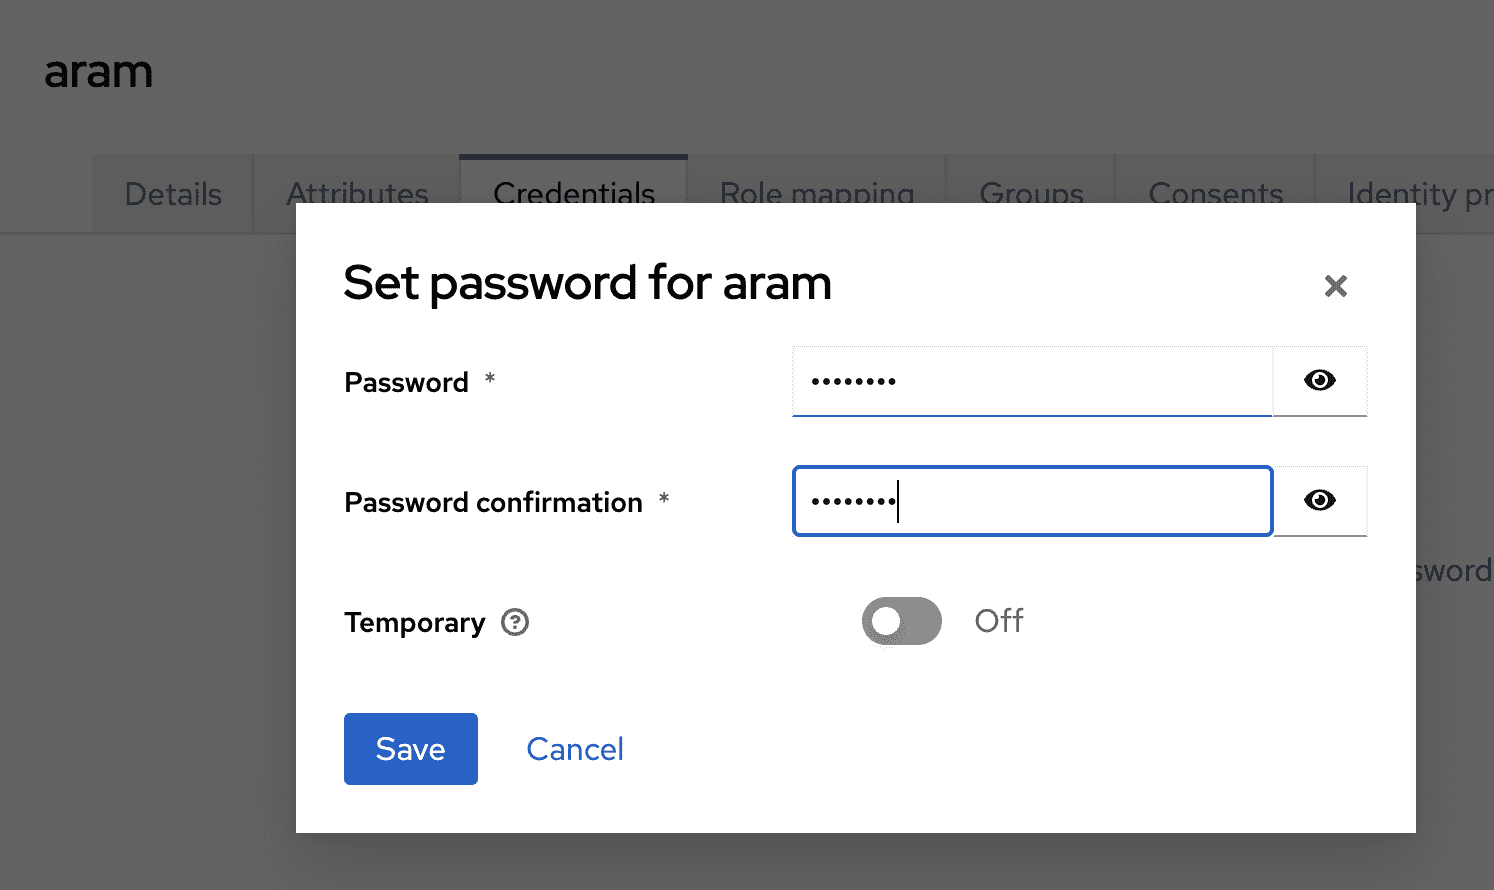 aram
Details Attributes Credentials Role mapping Groups Consents Identity pr
Set password for aram
Password *
••••••••
Password confirmation *
••••••••
sword
Temporary ? Off
Save Cancel